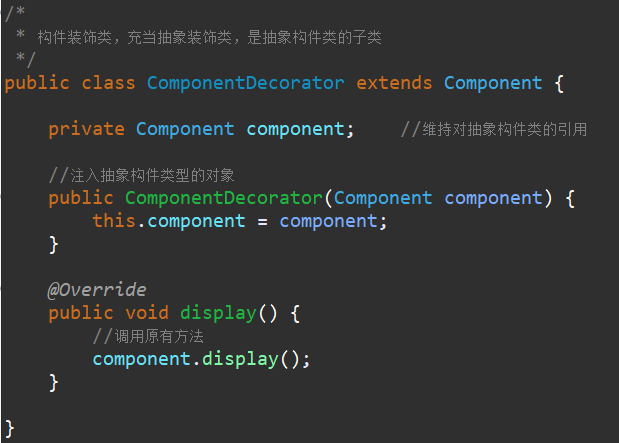 /*
 * 构件装饰类，充当抽象装饰类，是抽象构件类的子类
 */
public class ComponentDecorator extends Component {
    private Component component;    //维持对抽象构件类的引用
    //注入抽象构件类型的对象
    public ComponentDecorator(Component component) {
        this.component = component;
    }
    @Override
    public void display() {
        //调用原有方法
        component.display();
    }
}